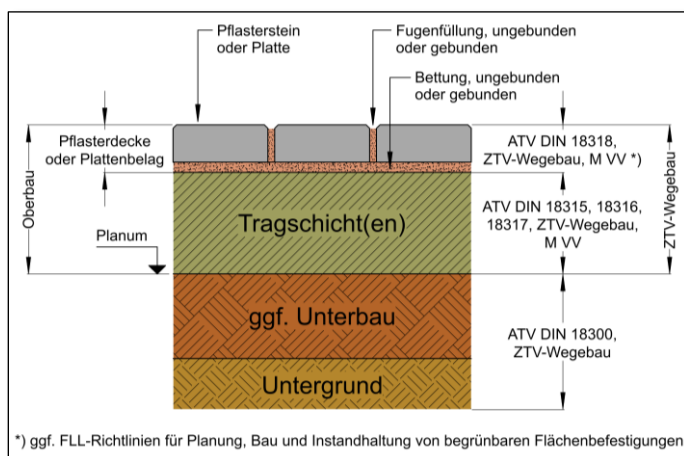 Pflasterstein
oder Platte
Fugenfüllung, ungebunden
oder gebunden
Bettung, ungebunden
oder gebunden
Oberbau
Pflasterdecke
oder Plattenbelag
ATV DIN 18318,
ZTV-Wegebau, M VV *)
ZTV-Wegebau
Tragschicht(en)
ATV DIN 18315, 18316,
18317, ZTV-Wegebau,
M VV
Planum
ggf. Unterbau
ATV DIN 18300,
ZTV-Wegebau
Untergrund
*) ggf. FLL-Richtlinien für Planung, Bau und Instandhaltung von begrünbaren Flächenbefestigungen